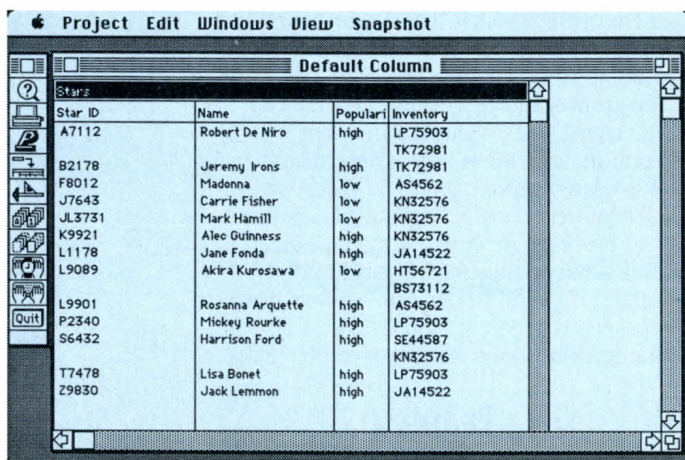 Project Edit Windows View Snapshot
Default Column
Stars
Star ID Name Populari Inventory
A7112 Robert De Niro high LP75903
TK72981
B2178 Jeremy Irons high TK72981
F8012 Madonna low AS4562
J7643 Carrie Fisher low KN32576
JL3731 Mark Hamill low KN32576
K9921 Alec Guinness high KN32576
L1178 Jane Fonda high JA14522
L9089 Akira Kurosawa low HT56721
BS73112
L9901 Rosanna Arquette high AS4562
P2340 Mickey Rourke high LP75903
S6432 Harrison Ford high SE44587
KN32576
T7478 Lisa Bonet high LP75903
Z9830 Jack Lemmon high JA14522
Quit